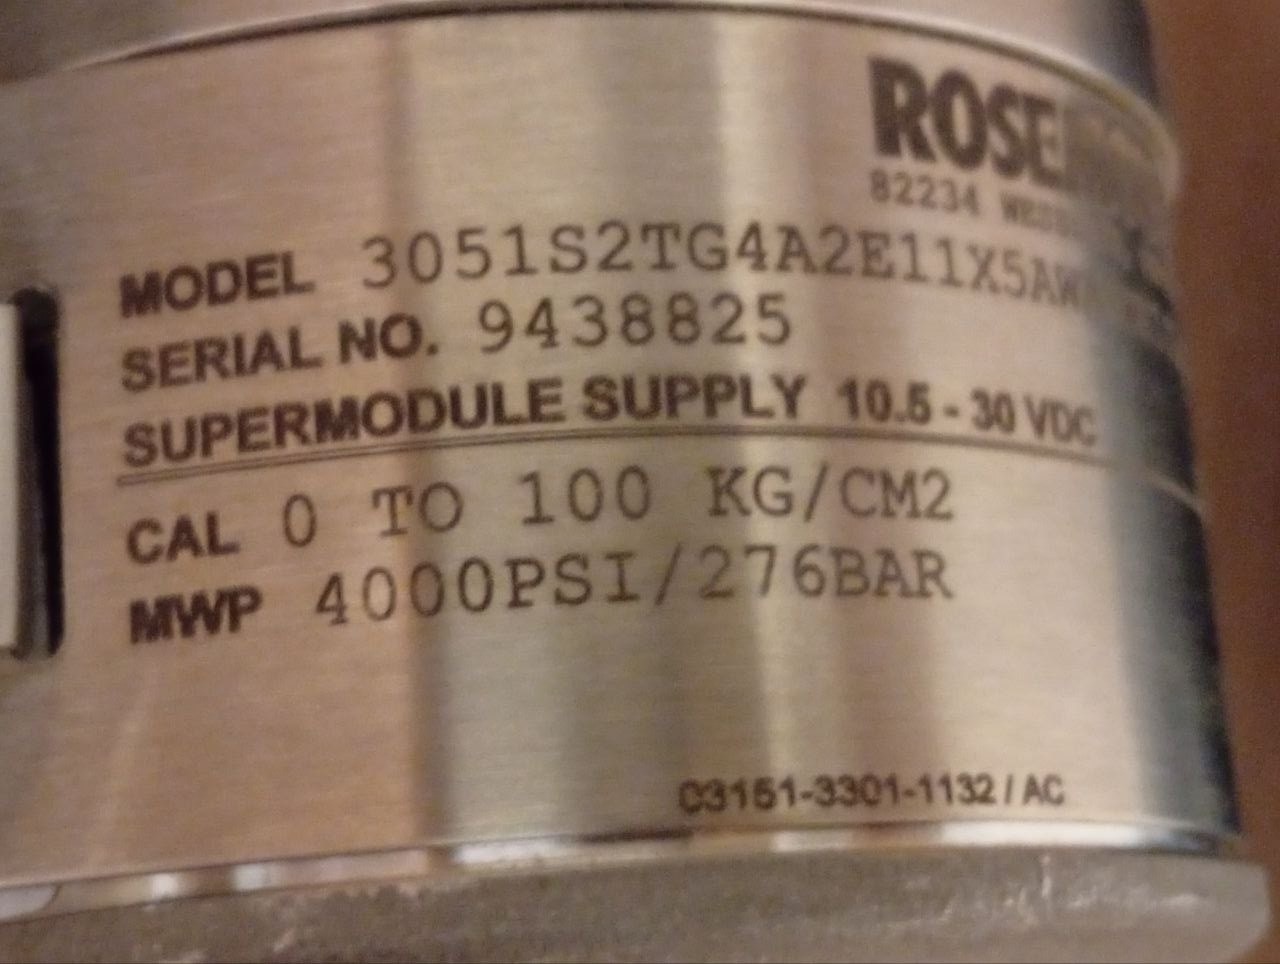 ROSE
82234
MODEL 3051S2TG4A2E11X5AW
SERIAL NO. 9438825
SUPERMODULE SUPPLY 10.5 - 30 VDC
CAL 0 TO 100 KG/CM2
MWP 4000PSI/276BAR
03151-3301-1132 / AC